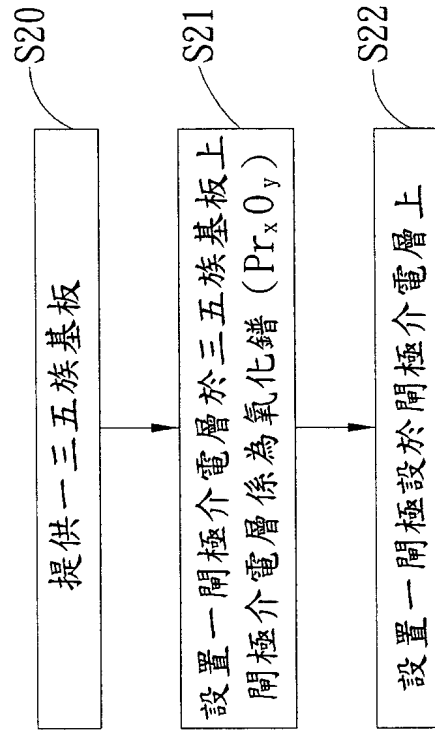 S20
提供一三五族基板
S21
設置一閘極介電層於三五族基板上
閘極介電層係為氧化鐠 (PrxOy)
S22
設置一閘極設於閘極介電層上